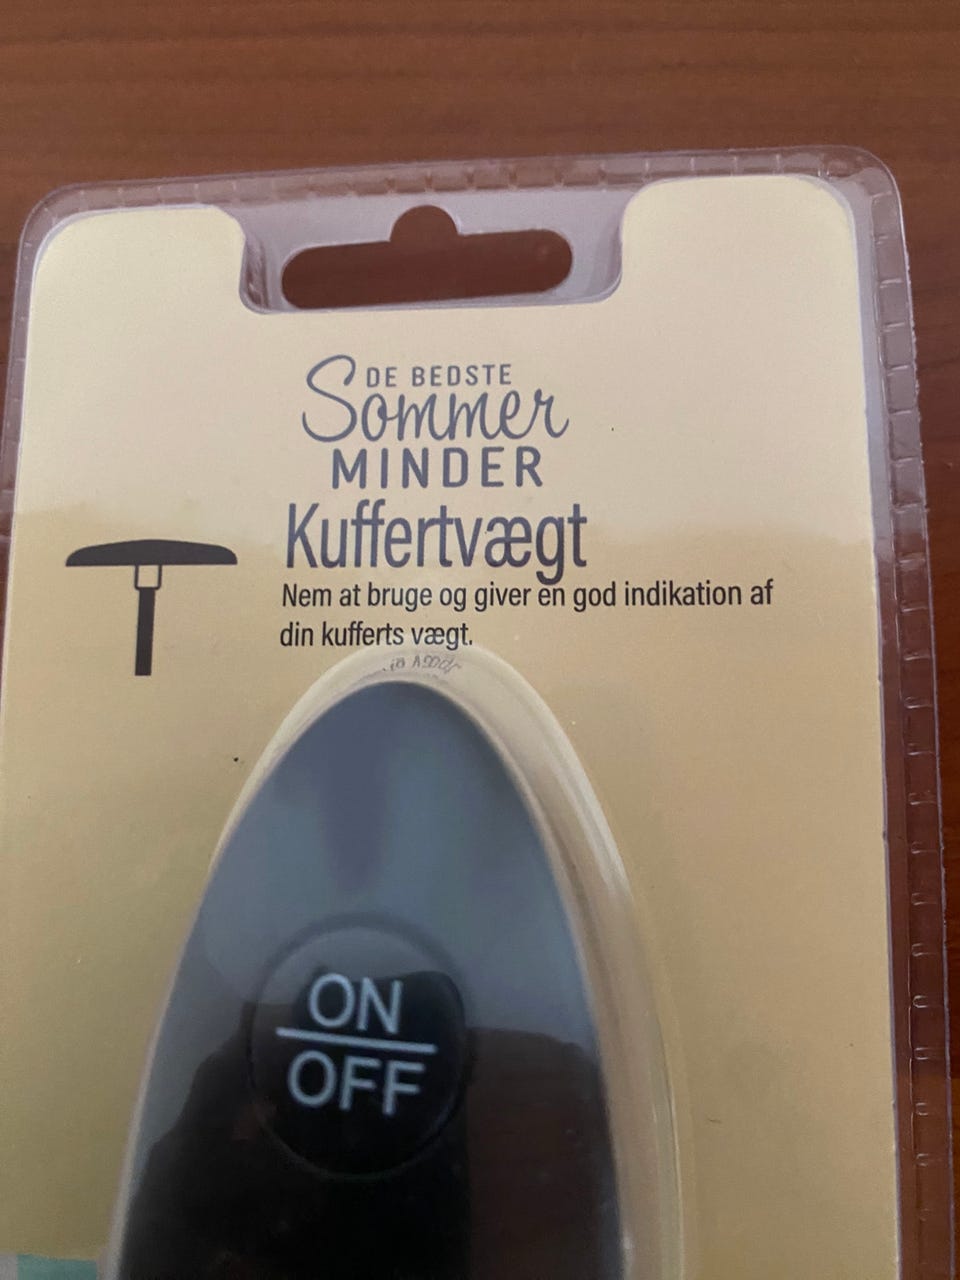 DE BEDSTE
Sommer
MINDER
Kuffertvægt
Nem at bruge og giver en god indikation af
din kufferts vægt.
ON
OFF